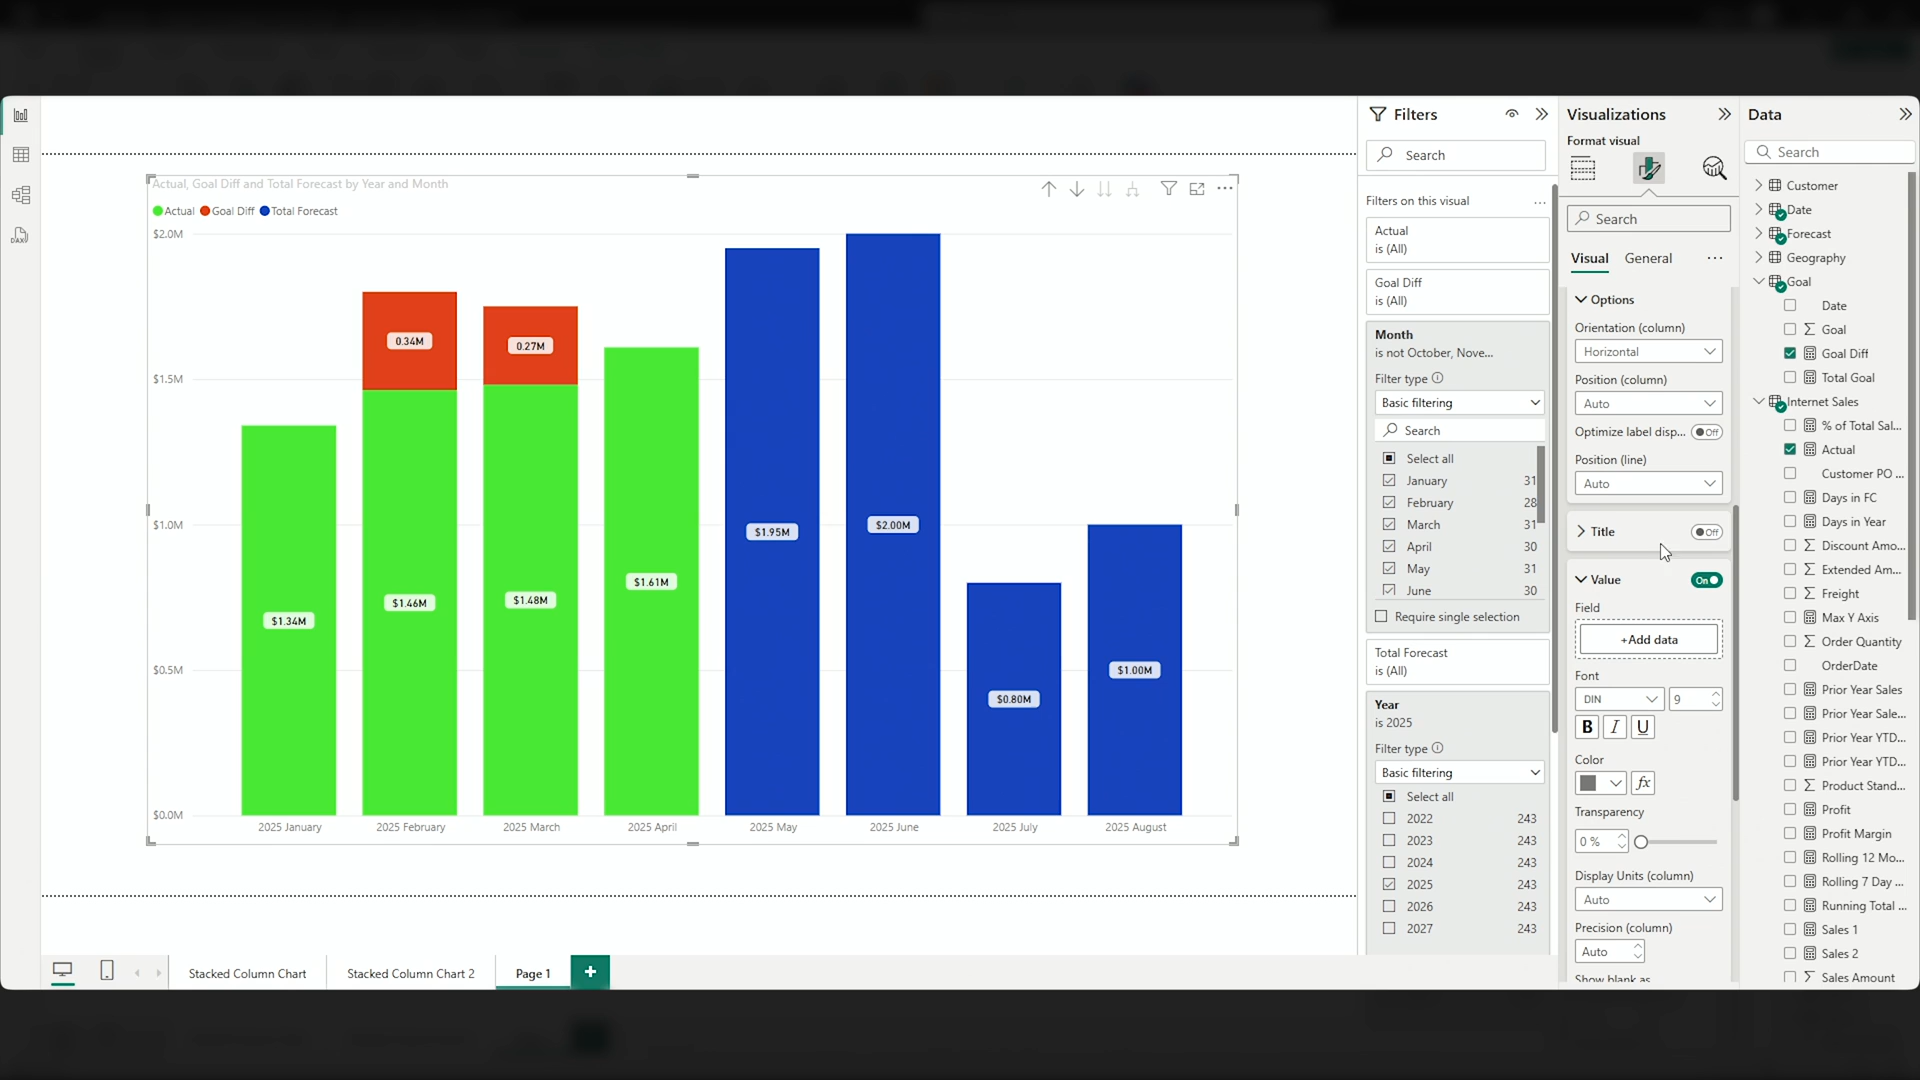 Actual, Goal Diff and Total Forecast by Year and Month
Actual Goal Diff Total Forecast
$2.0M
$1.5M
$1.0M
$0.5M
$0.0M
0.34M
0.27M
$1.34M
$1.46M
$1.48M
$1.61M
$1.95M
$2.00M
$0.80M
$1.00M
2025 January
2025 February
2025 March
2025 April
2025 May
2025 June
2025 July
2025 August
DAX
Stacked Column Chart
Stacked Column Chart 2
Page 1
+
Filters
Search
Filters on this visual
...
Actual
is (All)
Goal Diff
is (All)
Month
is not October, Nove...
Filter type
Basic filtering
Search
Select all
January 31
February 28
March 31
April 30
May 31
June 30
Require single selection
Total Forecast
is (All)
Year
is 2025
Filter type
Basic filtering
Select all
2022 243
2023 243
2024 243
2025 243
2026 243
2027 243
Visualizations
Format visual
Search
Visual General ...
Options
Orientation (column)
Horizontal
Position (column)
Auto
Optimize label disp... Off
Position (line)
Auto
Title Off
Value On
Field
+Add data
Font
DIN 9
B I U
Color
fx
Transparency
0 %
Display Units (column)
Auto
Precision (column)
Auto
Show blank as
Data
Search
Customer
Date
Forecast
Geography
Goal
Date
Goal
Goal Diff
Total Goal
Internet Sales
% of Total Sal...
Actual
Customer PO ...
Days in FC
Days in Year
Discount Amo...
Extended Am...
Freight
Max Y Axis
Order Quantity
OrderDate
Prior Year Sales
Prior Year Sale...
Prior Year YTD...
Prior Year YTD...
Product Stand...
Profit
Profit Margin
Rolling 12 Mo...
Rolling 7 Day ...
Running Total ...
Sales 1
Sales 2
Sales Amount